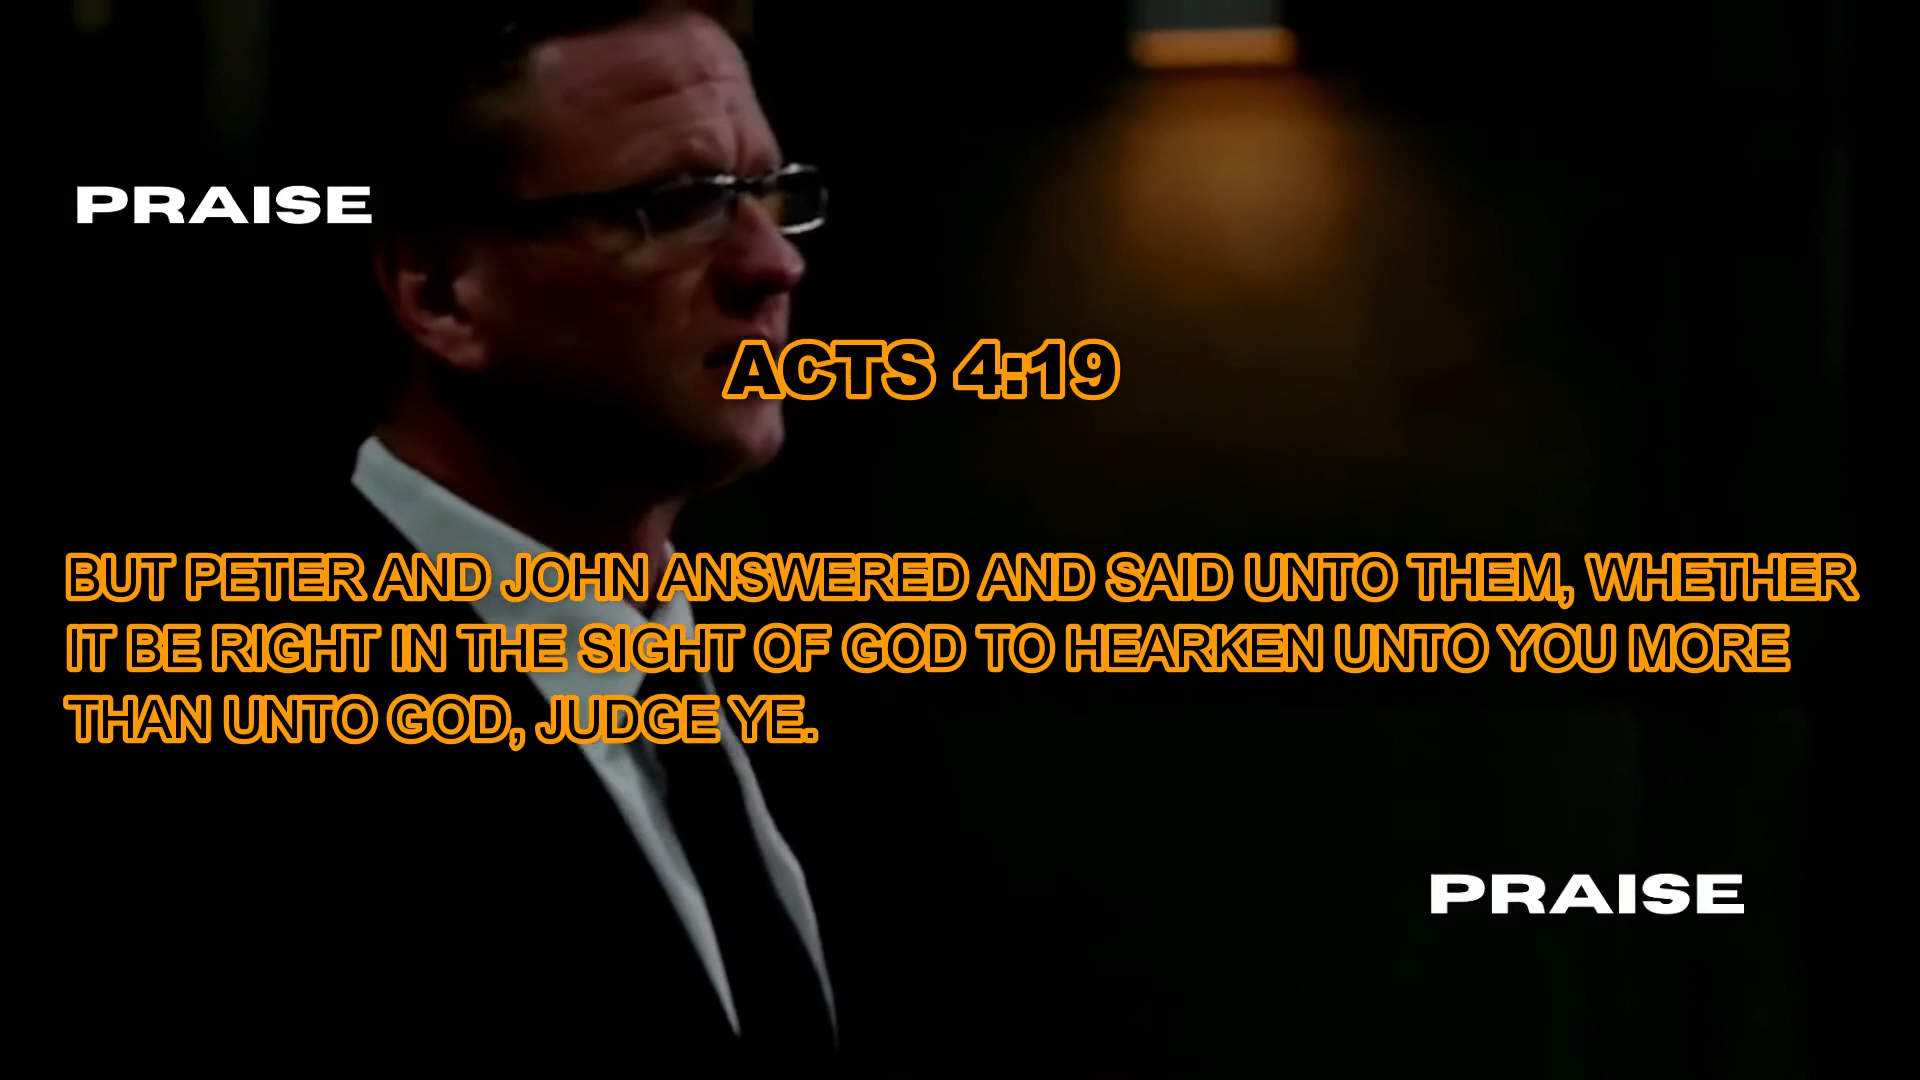 PRAISE
ACTS 4:19
BUT PETER AND JOHN ANSWERED AND SAID UNTO THEM, WHETHER
IT BE RIGHT IN THE SIGHT OF GOD TO HEARKEN UNTO YOU MORE
THAN UNTO GOD, JUDGE YE.
PRAISE